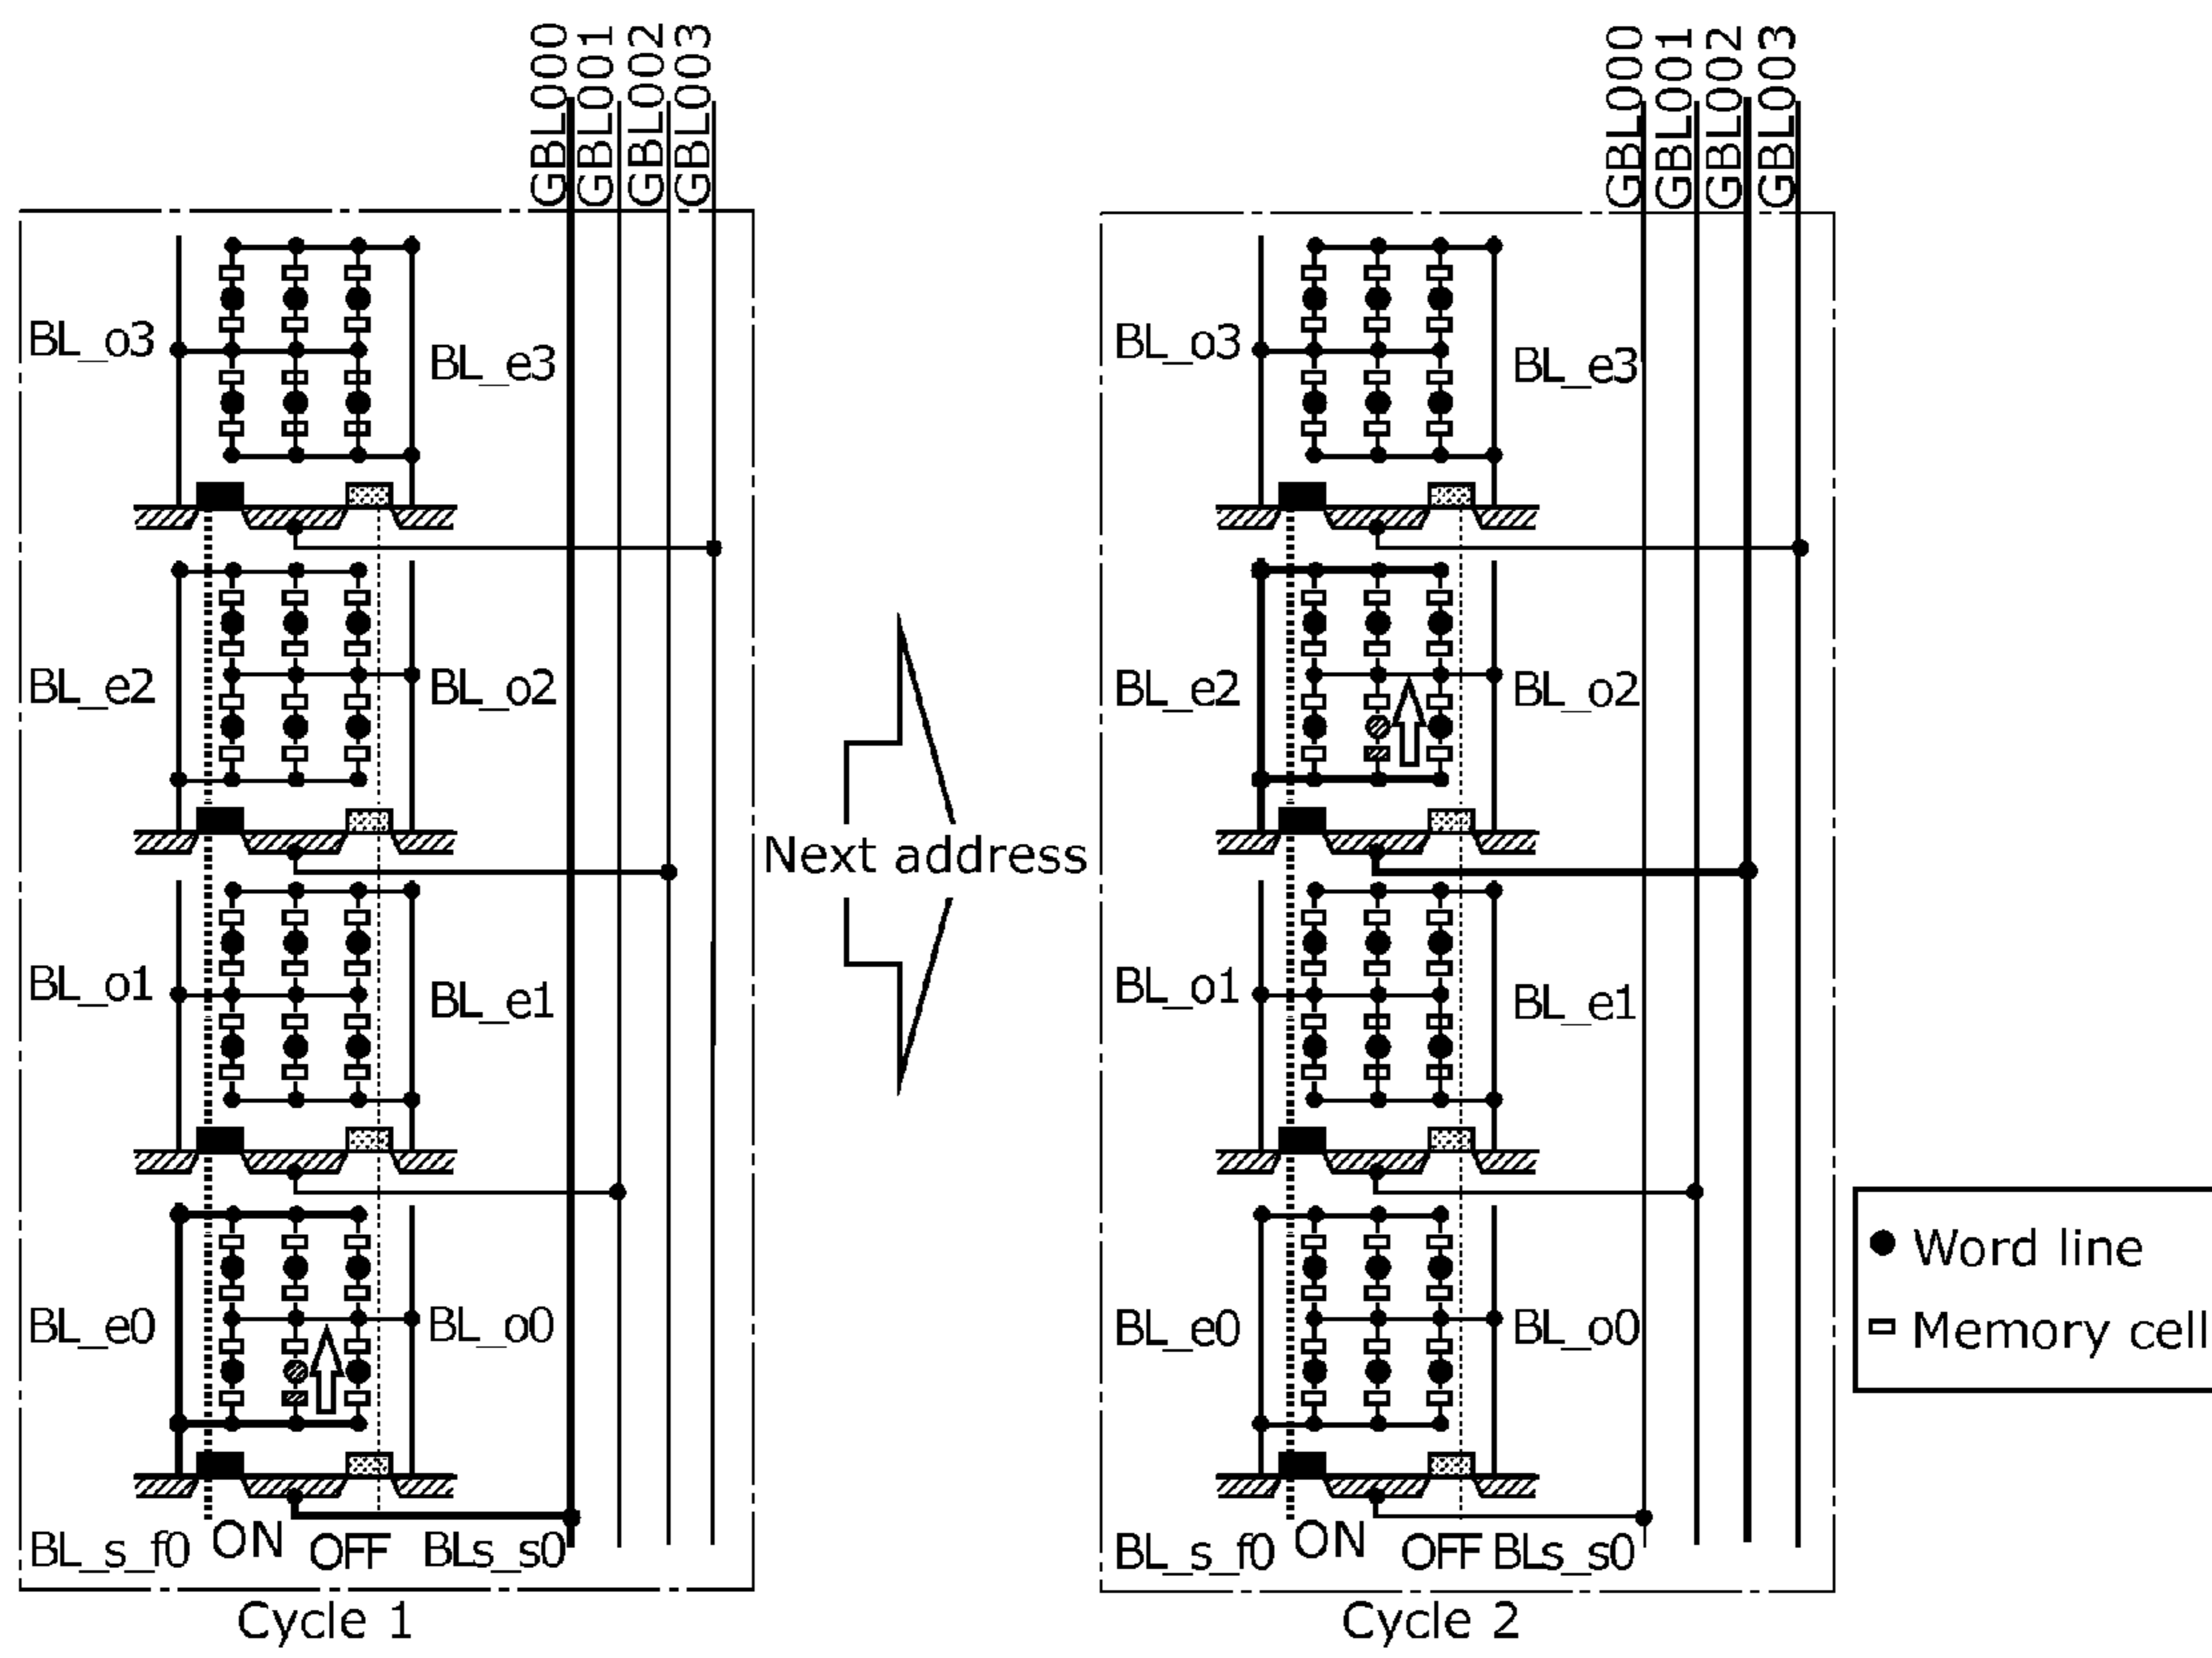 GBL000
GBL001
GBL002
GBL003
BL_o3
BL_e3
BL_e2
BL_o2
BL_o1
BL_e1
BL_e0
BL_o0
BL_s_f0 ON OFF BLs_s0
Cycle 1
Next address
GBL000
GBL001
GBL002
GBL003
BL_o3
BL_e3
BL_e2
BL_o2
BL_o1
BL_e1
BL_e0
BL_o0
BL_s_f0 ON OFF BLs_s0
Cycle 2
Word line
Memory cell